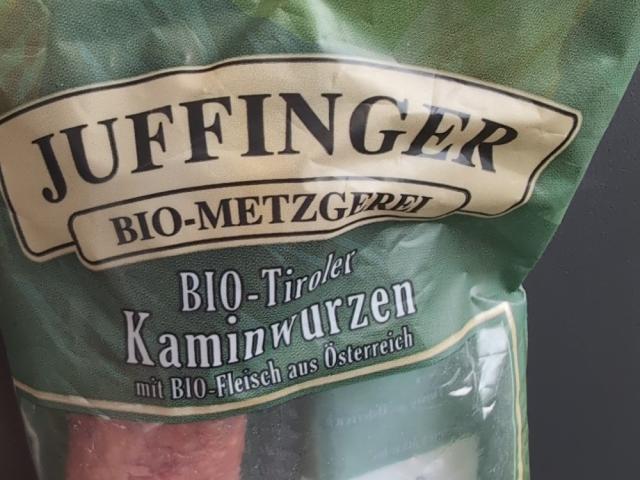 JUFFINGER
BIO-METZGEREI
BIO-Tiroler
Kaminwurzen
mit BIO-Fleisch aus Österreich